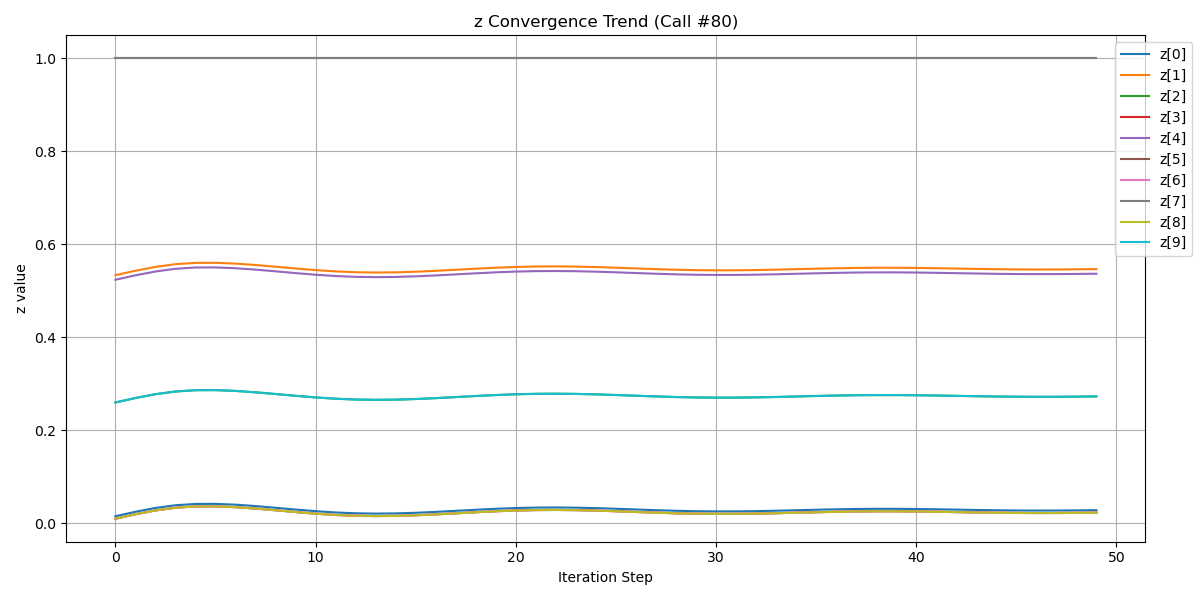 z Convergence Trend (Call #80)
1.0
0.8
0.6
0.4
0.2
0.0
z value
0 10 20 30 40 50
Iteration Step
z[0]
z[1]
z[2]
z[3]
z[4]
z[5]
z[6]
z[7]
z[8]
z[9]